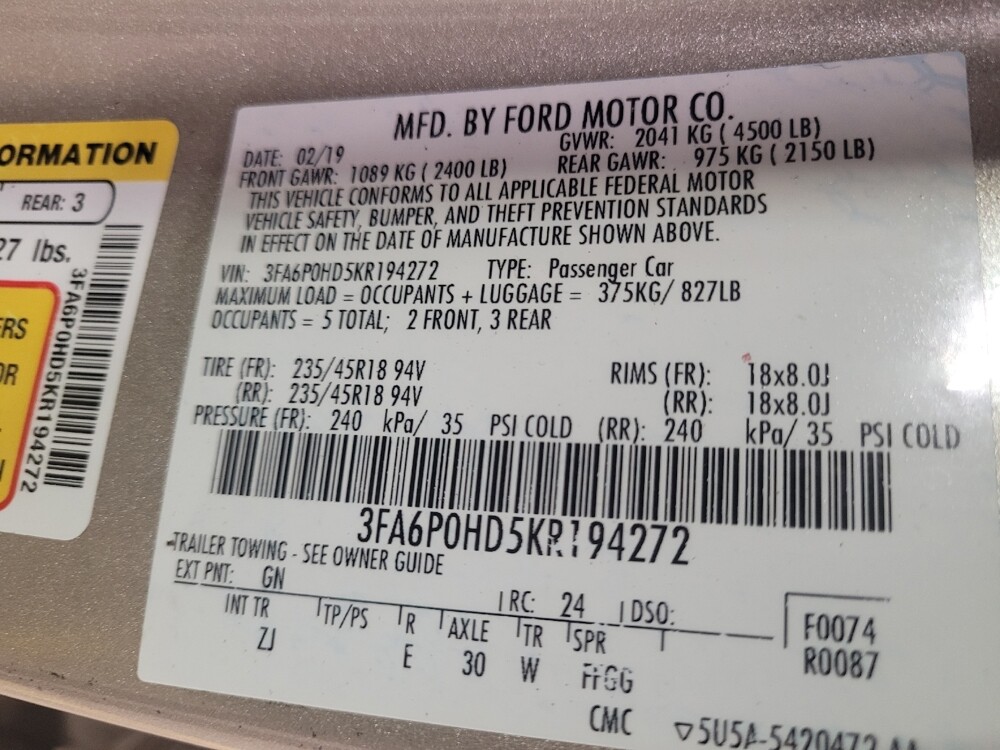 ORMATION
REAR: 3
27 lbs.
3FA6P0HD5KR194272
ERS
OR
MFD. BY FORD MOTOR CO.
DATE: 02/19 GVWR: 2041 KG ( 4500 LB)
FRONT GAWR: 1089 KG ( 2400 LB) REAR GAWR: 975 KG ( 2150 LB)
THIS VEHICLE CONFORMS TO ALL APPLICABLE FEDERAL MOTOR
VEHICLE SAFETY, BUMPER, AND THEFT PREVENTION STANDARDS
IN EFFECT ON THE DATE OF MANUFACTURE SHOWN ABOVE.
VIN: 3FA6P0HD5KR194272 TYPE: Passenger Car
MAXIMUM LOAD = OCCUPANTS + LUGGAGE = 375KG/ 827LB
OCCUPANTS = 5 TOTAL; 2 FRONT, 3 REAR
TIRE (FR): 235/45R18 94V RIMS (FR): 18x8.0J
(RR): 235/45R18 94V (RR): 18x8.0J
PRESSURE (FR): 240 kPa/ 35 PSI COLD (RR): 240 kPa/ 35 PSI COLD
3FA6P0HD5KR194272
-TRAILER TOWING - SEE OWNER GUIDE
EXT PNT: GN RC: 24 DSO:
INT TR TP/PS R AXLE TR SPR F0074
ZJ E 30 W FFGG R0087
CMC ▽5U5A-5420472-AA